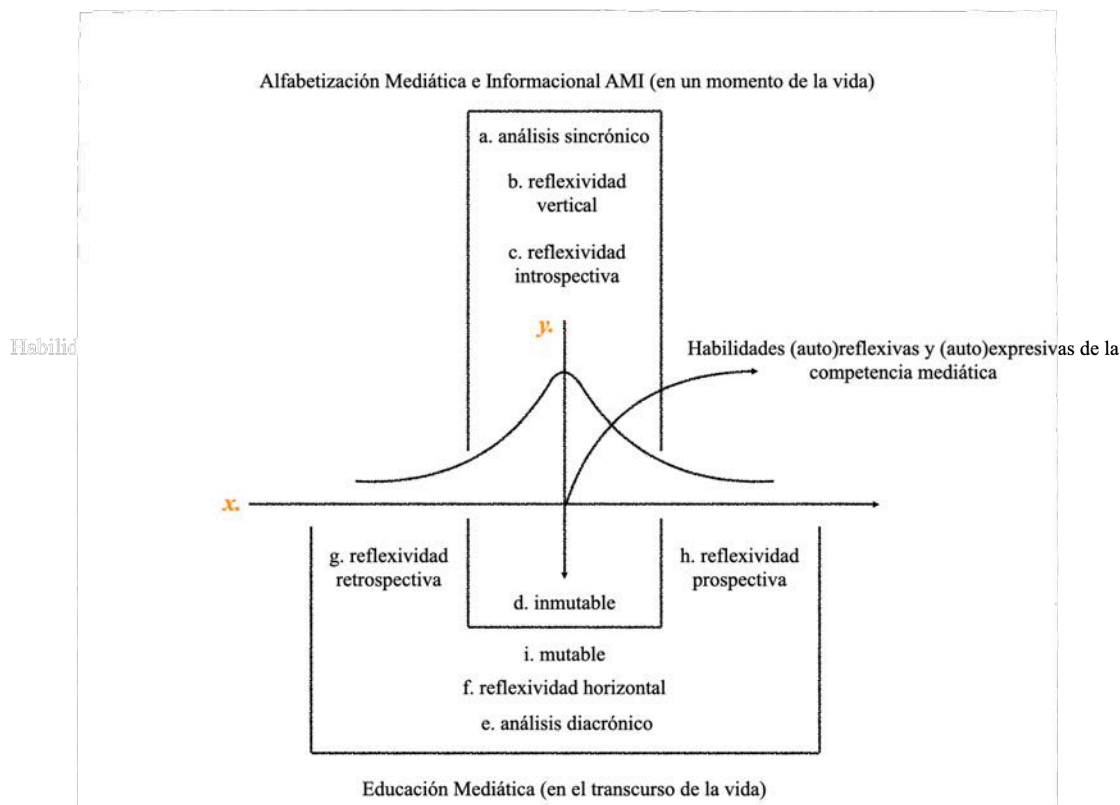 Alfabetización Mediática e Informacional AMI (en un momento de la vida)
a. análisis sincrónico
b. reflexividad
vertical
c. reflexividad
introspectiva
y.
Habilid
Habilidades (auto)reflexivas y (auto)expresivas de la
competencia mediática
x.
g. reflexividad
retrospectiva
h. reflexividad
prospectiva
d. inmutable
i. mutable
f. reflexividad horizontal
e. análisis diacrónico
Educación Mediática (en el transcurso de la vida)